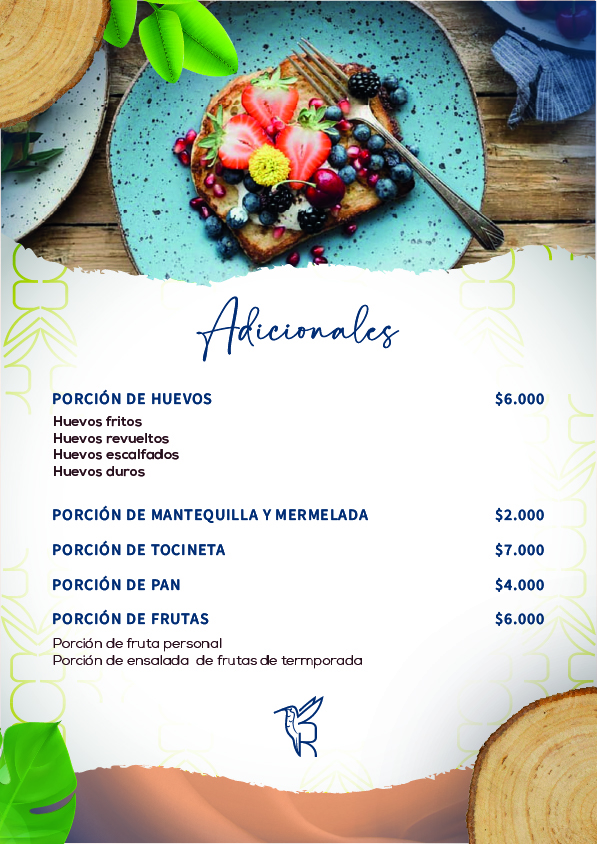 Adicionales
PORCIÓN DE HUEVOS $6.000
Huevos fritos
Huevos revueltos
Huevos escalfados
Huevos duros
PORCIÓN DE MANTEQUILLA Y MERMELADA $2.000
PORCIÓN DE TOCINETA $7.000
PORCIÓN DE PAN $4.000
PORCIÓN DE FRUTAS $6.000
Porción de fruta personal
Porción de ensalada de frutas de termporada